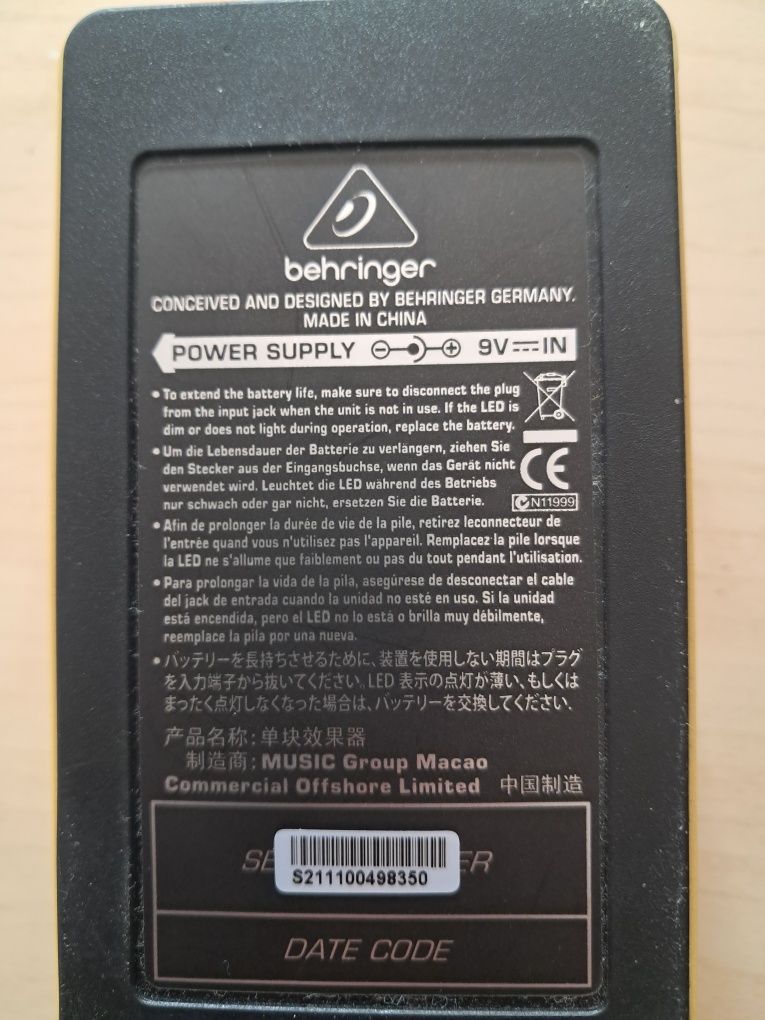 behringer
CONCEIVED AND DESIGNED BY BEHRINGER GERMANY.
MADE IN CHINA
POWER SUPPLY 9V IN
• To extend the battery life, make sure to disconnect the plug
from the input jack when the unit is not in use. If the LED is
dim or does not light during operation, replace the battery.
• Um die Lebensdauer der Batterie zu verlängern, ziehen Sie
den Stecker aus der Eingangsbuchse, wenn das Gerät nicht
verwendet wird. Leuchtet die LED während des Betriebs
nur schwach oder gar nicht, ersetzen Sie die Batterie.
CE
N11999
• Afin de prolonger la durée de vie de la pile, retirez leconnecteur de
l'entrée quand vous n'utilisez pas l'appareil. Remplacez la pile lorsque
la LED ne s'allume que faiblement ou pas du tout pendant l'utilisation.
• Para prolongar la vida de la pila, asegúrese de desconectar el cable
del jack de entrada cuando la unidad no esté en uso. Si la unidad
está encendida, pero el LED no lo está o brilla muy débilmente,
reemplace la pila por una nueva.
• バッテリーを長持ちさせるために、装置を使用しない期間はプラグ
を入力端子から抜いてください。LED 表示の点灯が薄い、もしくは
まったく点灯しなくなった場合は、バッテリーを交換してください.
产品名称: 单块效果器
制造商: MUSIC Group Macao
Commercial Offshore Limited 中国制造
SE ER
S211100498350
DATE CODE